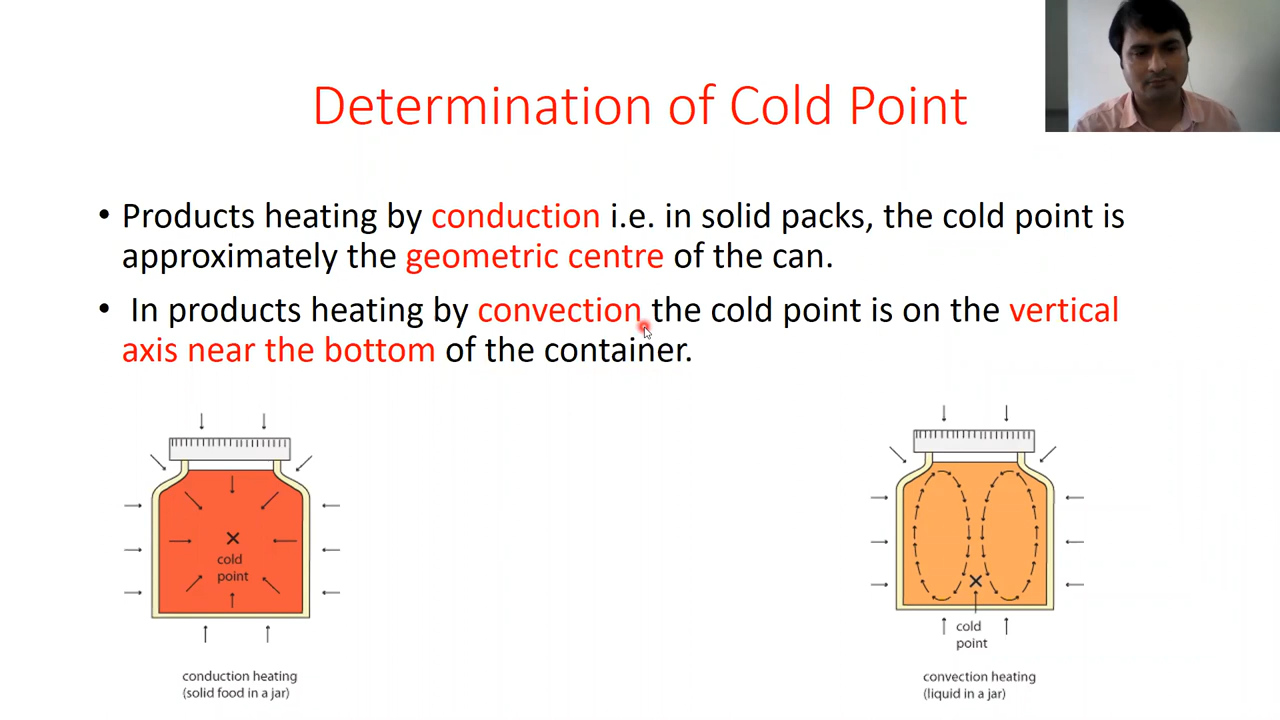 Determination of Cold Point
• Products heating by conduction i.e. in solid packs, the cold point is
approximately the geometric centre of the can.
• In products heating by convection the cold point is on the vertical
axis near the bottom of the container.
cold
point
conduction heating
(solid food in a jar)
cold
point
convection heating
(liquid in a jar)